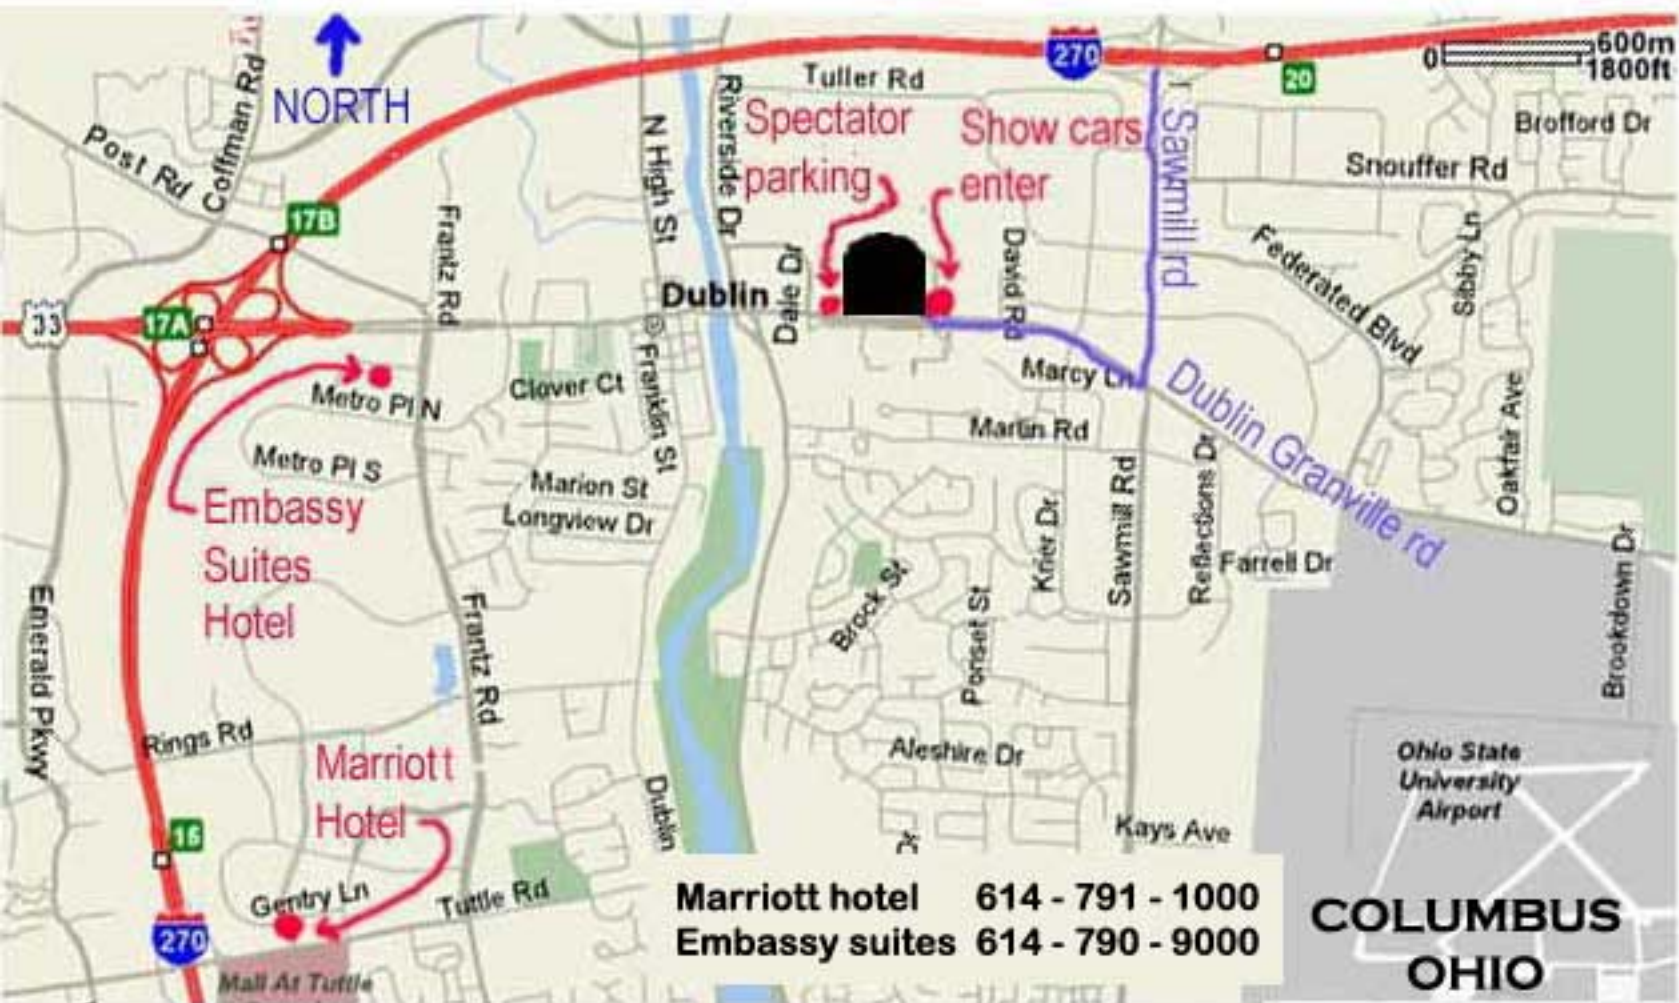 270
600m
0
1800ft
20
Tuller Rd
Brofford Dr
Coffman Rd
NORTH
Post Rd
N High St
Riverside Dr
Spectator
parking
Show cars
enter
Sawmill rd
Snouffer Rd
17B
Frantz Rd
Dale Dr
David Rd
Federated Blvd
Sibby Ln
Dublin
33
17A
Metro Pl N
Clover Ct
Franklin St
Marcy Ln
Dublin Granville rd
Martin Rd
Oakfair Ave
Metro Pl S
Marion St
Longview Dr
Embassy
Suites
Hotel
Krier Dr
Sawmill Rd
Reflections Dr
Farrell Dr
Brookdown Dr
Emerald Pkwy
Frantz Rd
Brock St
Ponset St
Rings Rd
Marriott
Hotel
Aleshire Dr
Ohio State
University
Airport
Dublin
Kays Ave
Dr
Gentry Ln
Tuttle Rd
Marriott hotel 614 - 791 - 1000
Embassy suites 614 - 790 - 9000
COLUMBUS
OHIO
270
Mall At Tuttle